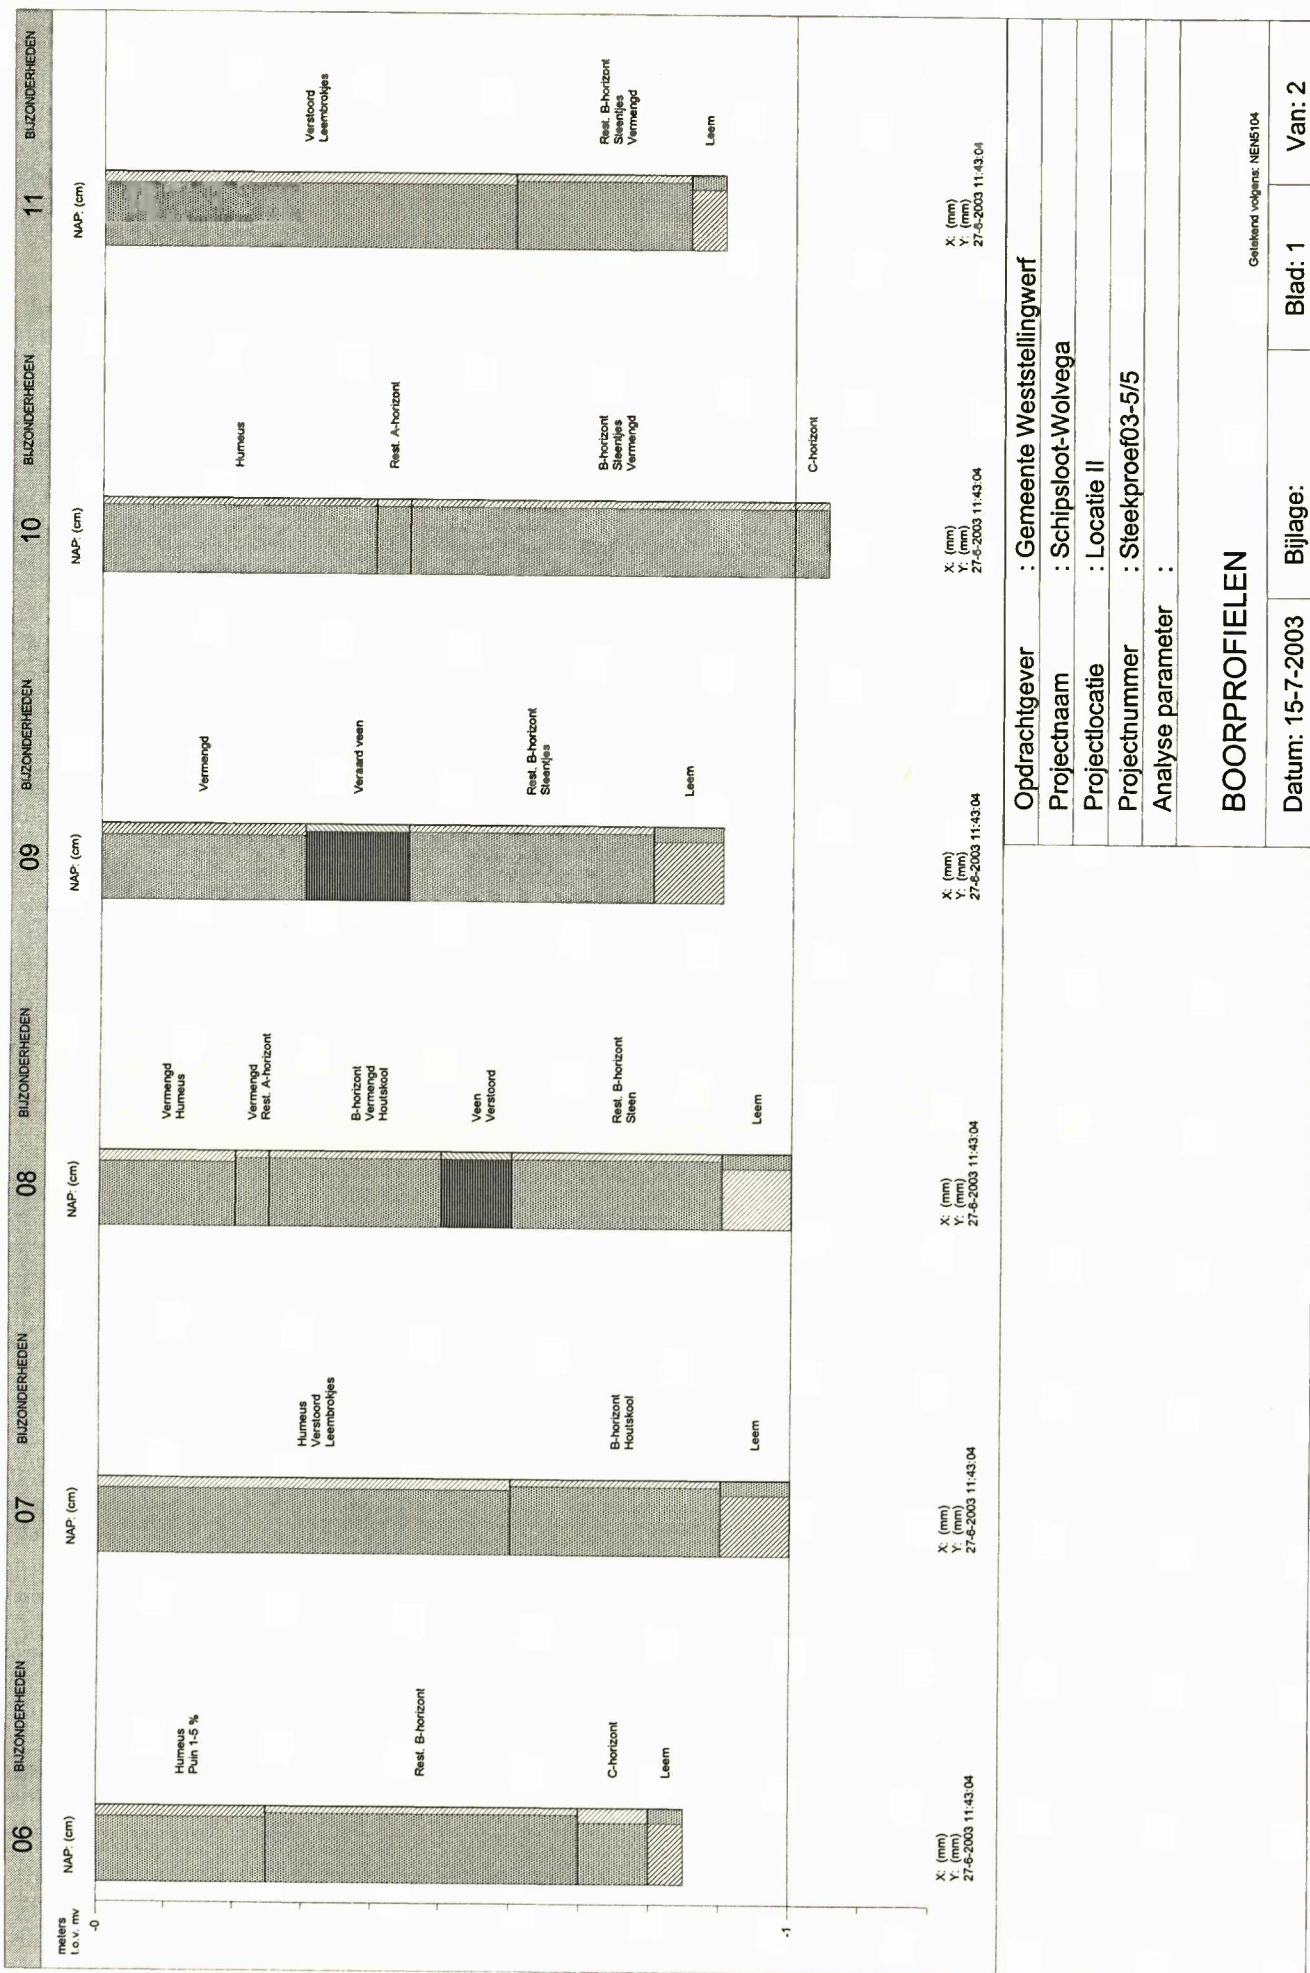 06 BIJZONDERHEDEN 07 BIJZONDERHEDEN 08 BIJZONDERHEDEN 09 BIJZONDERHEDEN 10 BIJZONDERHEDEN 11 BIJZONDERHEDEN
meters
t.o.v. mv
-0
-1
NAP: (cm)
Humeus
Puin 1-5 %
Rest. B-horizont
C-horizont
Leem
X: (mm)
Y: (mm)
27-6-2003 11:43:04
NAP: (cm)
Humeus
Verstoord
Leembrokjes
B-horizont
Houtskool
Leem
X: (mm)
Y: (mm)
27-6-2003 11:43:04
NAP: (cm)
Vermengd
Humeus
Vermengd
Rest. A-horizont
B-horizont
Vermengd
Houtskool
Veen
Verstoord
Rest. B-horizont
Steen
Leem
X: (mm)
Y: (mm)
27-6-2003 11:43:04
NAP: (cm)
Vermengd
Veraard veen
Rest. B-horizont
Steentjes
Leem
X: (mm)
Y: (mm)
27-6-2003 11:43:04
NAP: (cm)
Humeus
Rest. A-horizont
B-horizont
Steentjes
Vermengd
C-horizont
X: (mm)
Y: (mm)
27-6-2003 11:43:04
NAP: (cm)
Verstoord
Leembrokjes
Rest. B-horizont
Steentjes
Vermengd
Leem
X: (mm)
Y: (mm)
27-6-2003 11:43:04
Opdrachtgever : Gemeente Weststellingwerf
Projectnaam : Schipsloot-Wolvega
Projectlocatie : Locatie II
Projectnummer : Steekproef03-5/5
Analyse parameter :
BOORPROFIELEN
Getekend volgens: NEN5104
Datum: 15-7-2003 Bijlage: Blad: 1 Van: 2